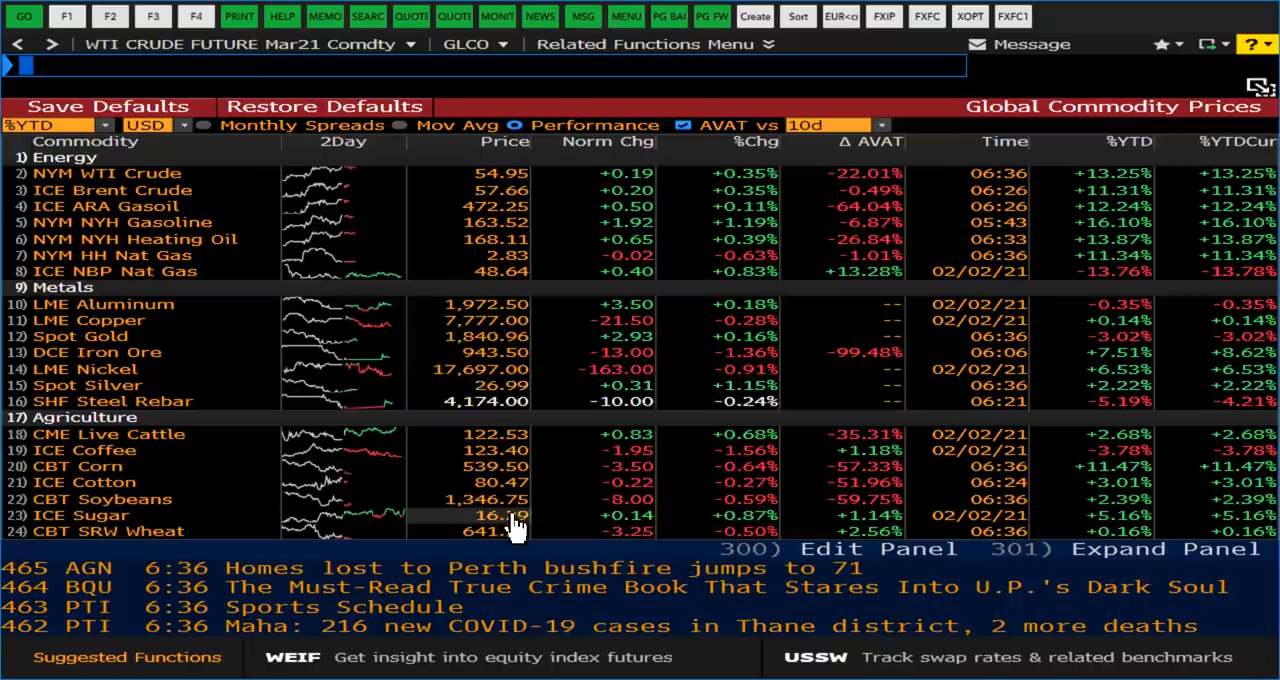 GO F1 F2 F3 F4 PRINT HELP MEMO SEARC QUOTE QUOTE MONIT NEWS MSG MENU PG BAC PG FW Create Sort EUR<cu FXIP FXFC XOPT FXFC1
< > WTI CRUDE FUTURE Mar21 Comdty GLCO Related Functions Menu Message ?
Save Defaults Restore Defaults Global Commodity Prices
%YTD USD Monthly Spreads Mov Avg Performance AVAT vs 10d
Commodity 2Day Price Norm Chg %Chg Δ AVAT Time %YTD %YTDCur
1) Energy
2) NYM WTI Crude 54.95 +0.19 +0.35% -22.01% 06:36 +13.25% +13.25%
3) ICE Brent Crude 57.66 +0.20 +0.35% -0.49% 06:26 +11.31% +11.31%
4) ICE ARA Gasoil 472.25 +0.50 +0.11% -64.04% 06:26 +12.24% +12.24%
5) NYM NYH Gasoline 163.52 +1.92 +1.19% -6.87% 05:43 +16.10% +16.10%
6) NYM NYH Heating Oil 168.11 +0.65 +0.39% -26.84% 06:33 +13.87% +13.87%
7) NYM HH Nat Gas 2.83 -0.02 -0.63% -1.01% 06:36 +11.34% +11.34%
8) ICE NBP Nat Gas 48.64 +0.40 +0.83% +13.28% 02/02/21 -13.76% -13.78%
9) Metals
10) LME Aluminum 1,972.50 +3.50 +0.18% -- 02/02/21 -0.35% -0.35%
11) LME Copper 7,777.00 -21.50 -0.28% -- 02/02/21 +0.14% +0.14%
12) Spot Gold 1,840.96 +2.93 +0.16% -- 06:36 -3.02% -3.02%
13) DCE Iron Ore 943.50 -13.00 -1.36% -99.48% 06:06 +7.51% +8.62%
14) LME Nickel 17,697.00 -163.00 -0.91% -- 02/02/21 +6.53% +6.53%
15) Spot Silver 26.99 +0.31 +1.15% -- 06:36 +2.22% +2.22%
16) SHF Steel Rebar 4,174.00 -10.00 -0.24% -- 06:21 -5.19% -4.21%
17) Agriculture
18) CME Live Cattle 122.53 +0.83 +0.68% -35.31% 02/02/21 +2.68% +2.68%
19) ICE Coffee 123.40 -1.95 -1.56% +1.18% 02/02/21 -3.78% -3.78%
20) CBT Corn 539.50 -3.50 -0.64% -57.33% 06:36 +11.47% +11.47%
21) ICE Cotton 80.47 -0.22 -0.27% -51.96% 06:24 +3.01% +3.01%
22) CBT Soybeans 1,346.75 -8.00 -0.59% -59.75% 06:36 +2.39% +2.39%
23) ICE Sugar +0.14 +0.87% +1.14% 02/02/21 +5.16% +5.16%
24) CBT SRW Wheat -3.25 -0.50% +2.56% 06:36 +0.16% +0.16%
300) Edit Panel 301) Expand Panel
465 AGN 6:36 Homes lost to Perth bushfire jumps to 71
464 BQU 6:36 The Must-Read True Crime Book That Stares Into U.P.'s Dark Soul
463 PTI 6:36 Sports Schedule
462 PTI 6:36 Maha: 216 new COVID-19 cases in Thane district, 2 more deaths
Suggested Functions WEIF Get insight into equity index futures USSW Track swap rates & related benchmarks